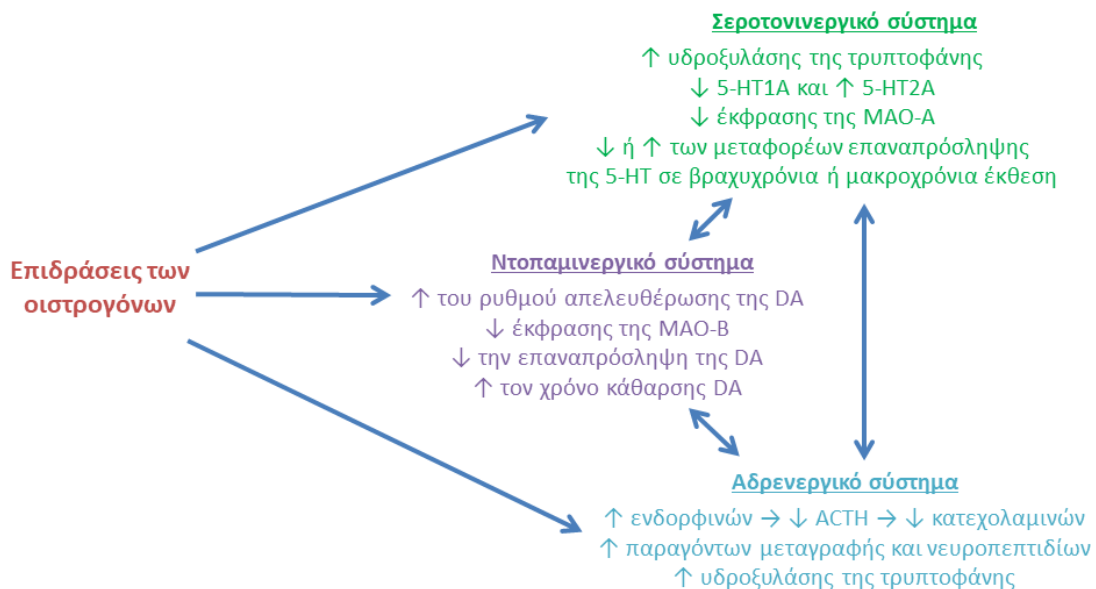 Σεροτονινεργικό σύστημα
↑ υδροξυλάσης της τρυπτοφάνης
↓ 5-HT1A και ↑ 5-HT2A
↓ έκφρασης της ΜΑΟ-Α
↓ ή ↑ των μεταφορέων επαναπρόσληψης
της 5-HT σε βραχυχρόνια ή μακροχρόνια έκθεση
Επιδράσεις των
οιστρογόνων
Ντοπαμινεργικό σύστημα
↑ του ρυθμού απελευθέρωσης της DA
↓ έκφρασης της ΜΑΟ-Β
↓ την επαναπρόσληψη της DA
↑ τον χρόνο κάθαρσης DA
Αδρενεργικό σύστημα
↑ ενδορφινών → ↓ ACTH → ↓ κατεχολαμινών
↑ παραγόντων μεταγραφής και νευροπεπτιδίων
↑ υδροξυλάσης της τρυπτοφάνης